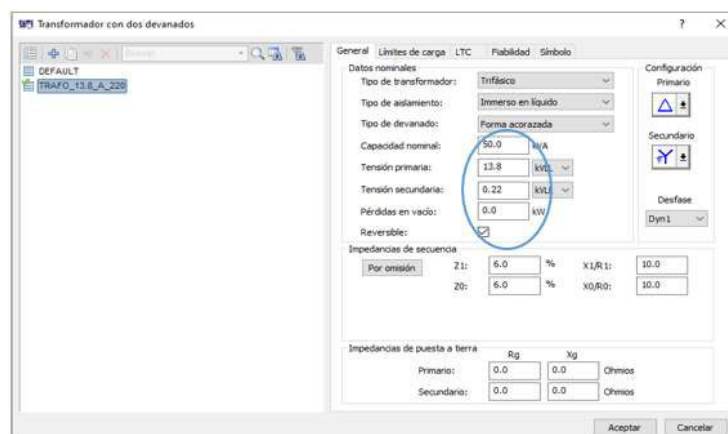 Transformador con dos devanados ? X
General Límites de carga LTC Fiabilidad Símbolo
DEFAULT
TRAFO_13.8_A_220
Datos nominales
Tipo de transformador: Trifásico
Tipo de aislamiento: Immerso en líquido
Tipo de devanado: Forma acorazada
Capacidad nominal: 50.0 kVA
Tensión primaria: 13.8 kVLL
Tensión secundaria: 0.22 kVLL
Pérdidas en vacío: 0.0 kW
Reversible:
Configuración
Primario
Secundario
Desfase
Dyn1
Impedancias de secuencia
Por omisión Z1: 6.0 % X1/R1: 10.0
Z0: 6.0 % X0/R0: 10.0
Impedancias de puesta a tierra
Rg Xg
Primario: 0.0 0.0 Ohmios
Secundario: 0.0 0.0 Ohmios
Aceptar Cancelar